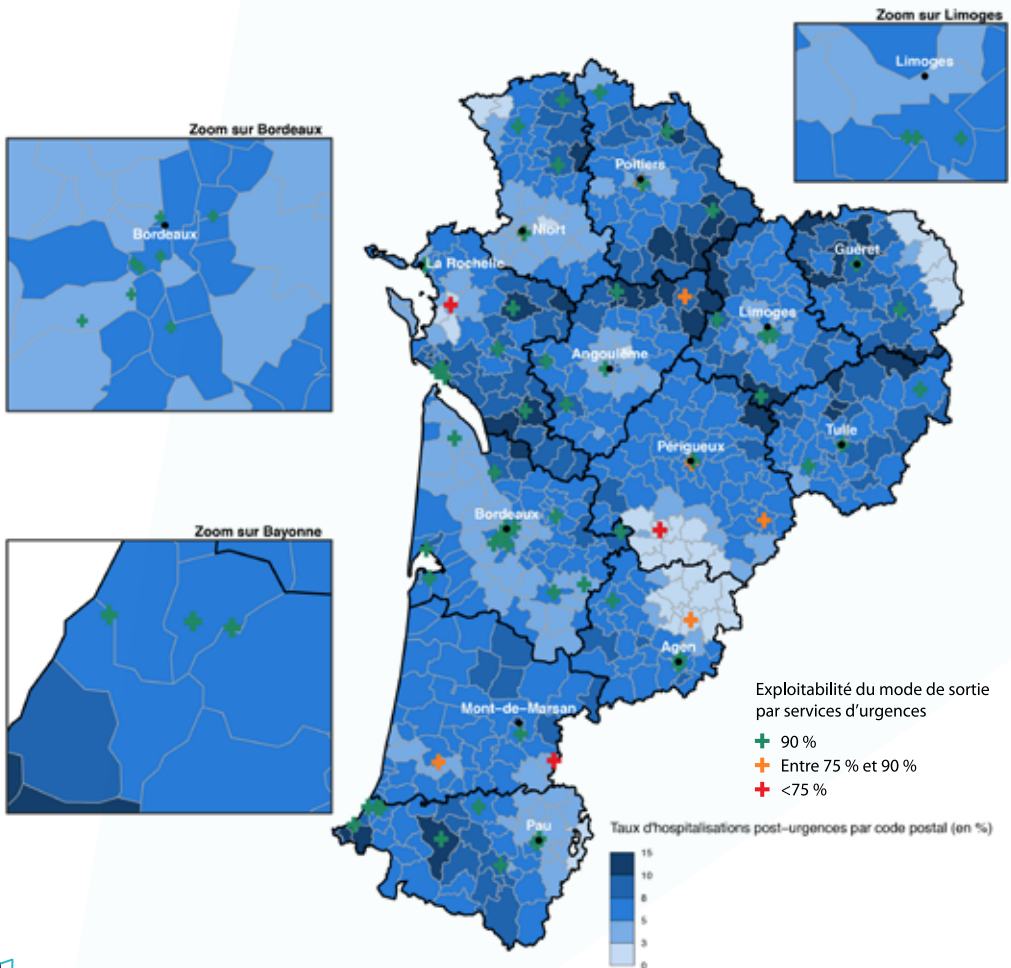 Zoom sur Limoges
Limoges
Zoom sur Bordeaux
Bordeaux
Poitiers
Niort
La Rochelle
Guéret
Limoges
Angoulême
Tulle
Périgueux
Bordeaux
Zoom sur Bayonne
Agen
Mont-de-Marsan
Pau
Exploitabilité du mode de sortie
par services d'urgences
90 %
Entre 75 % et 90 %
<75 %
Taux d'hospitalisations post-urgences par code postal (en %)
15
10
8
5
3
0